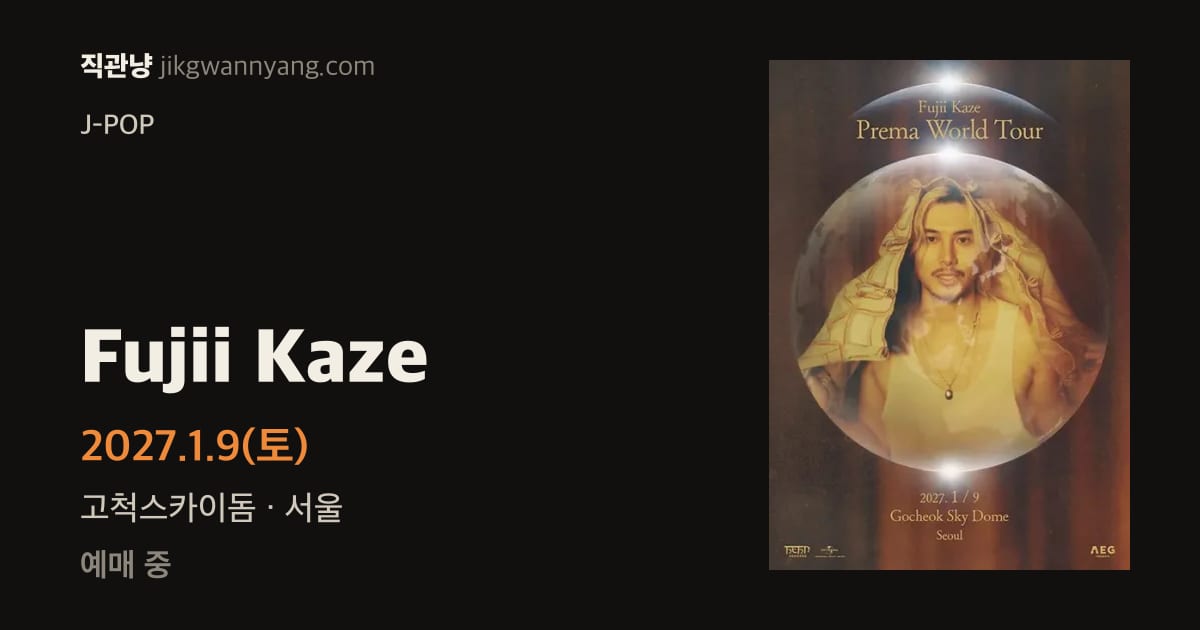 직관냥 jikgwannyang.com
J-POP
Fujii Kaze
2027.1.9(토)
고척스카이돔 · 서울
예매 중
Fujii Kaze
Prema World Tour
2027. 1 / 9
Gocheok Sky Dome
Seoul
AEG